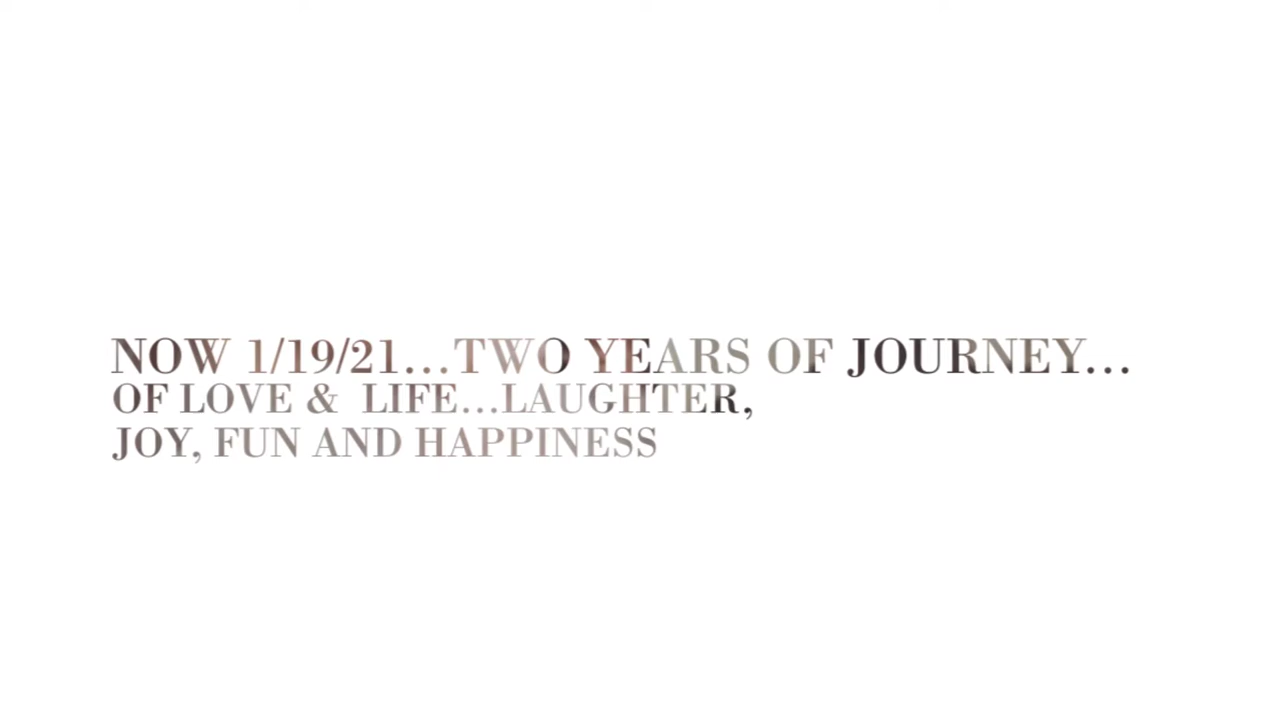 NOW 1/19/21...TWO YEARS OF JOURNEY...
OF LOVE &  LIFE...LAUGHTER,
JOY, FUN AND HAPPINESS